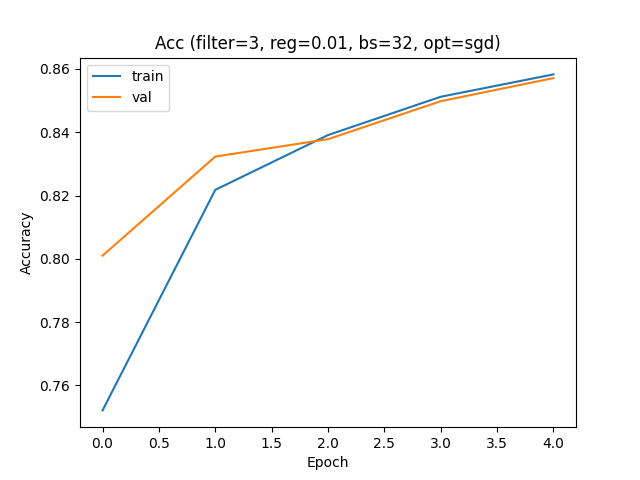 Acc (filter=3, reg=0.01, bs=32, opt=sgd)
train
val
0.86
0.84
0.82
0.80
0.78
0.76
Accuracy
0.0 0.5 1.0 1.5 2.0 2.5 3.0 3.5 4.0
Epoch